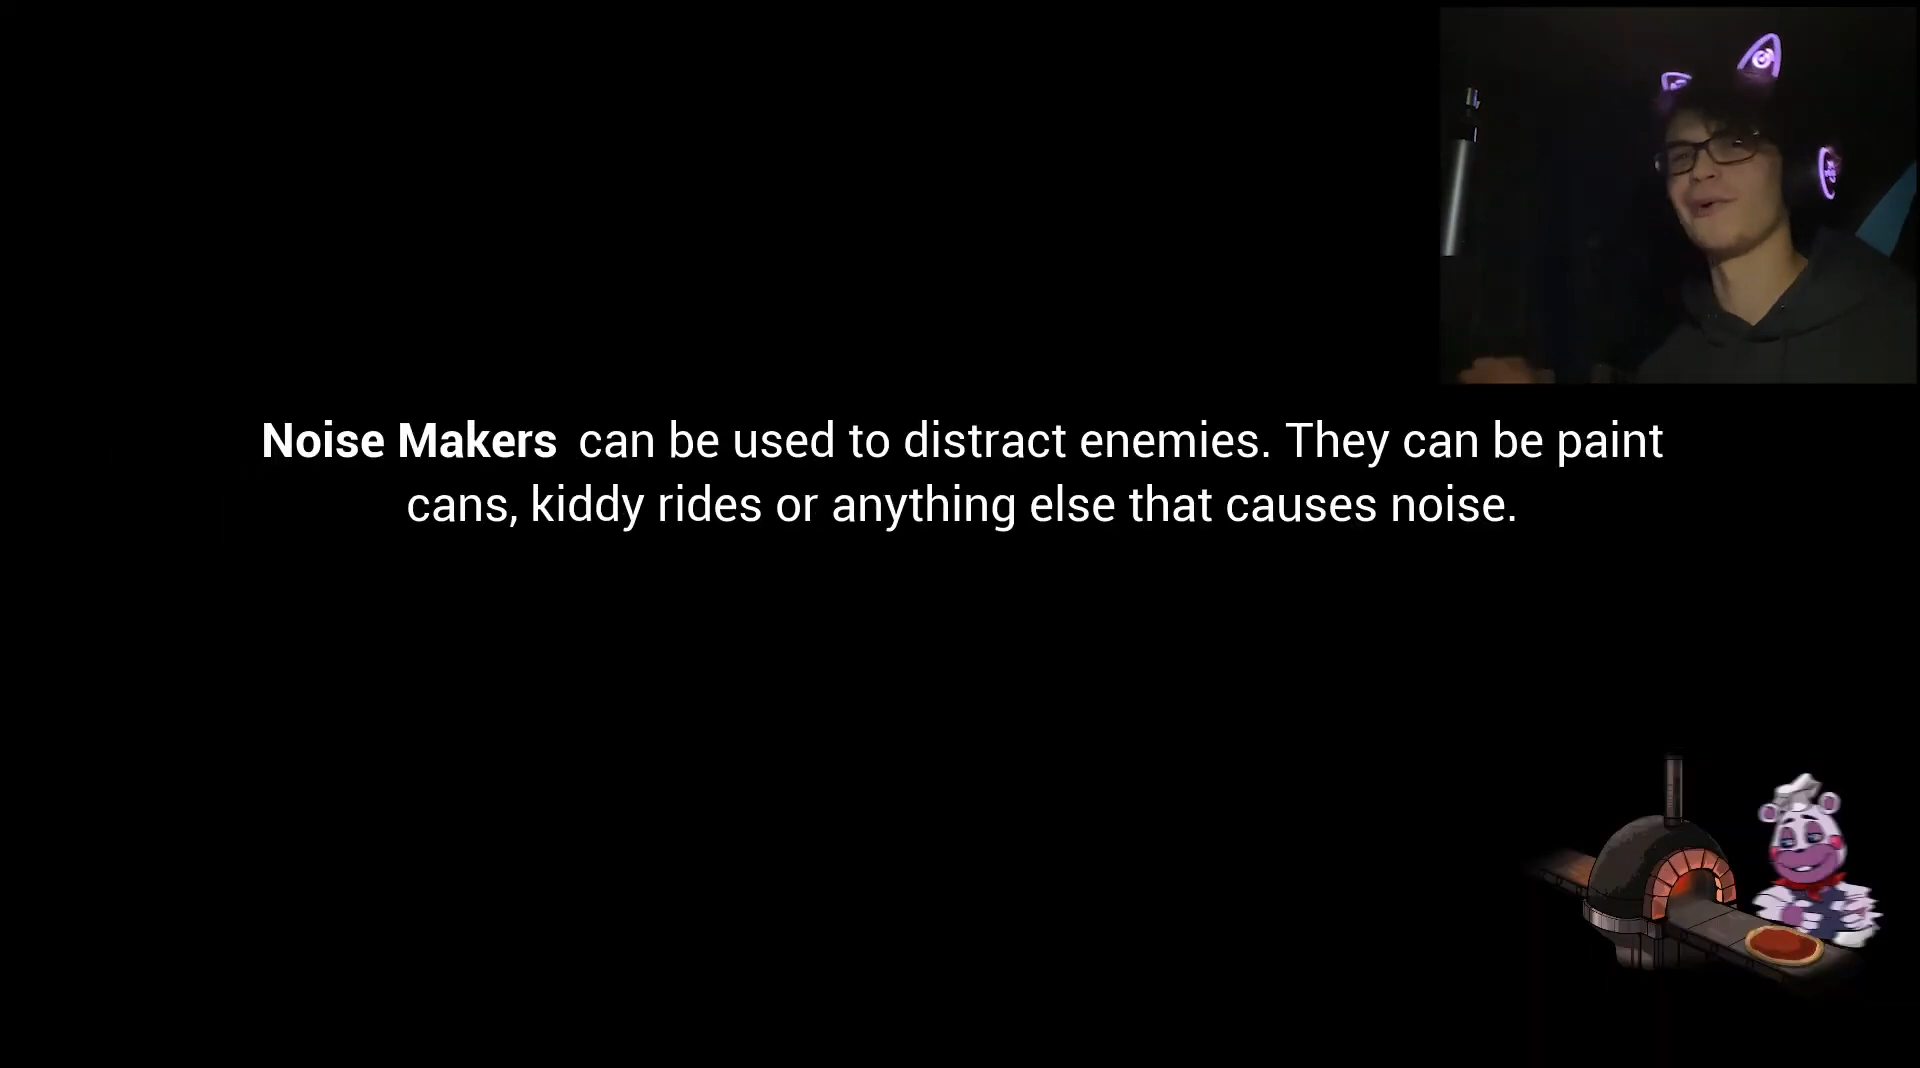 Noise Makers can be used to distract enemies. They can be paint
cans, kiddy rides or anything else that causes noise.